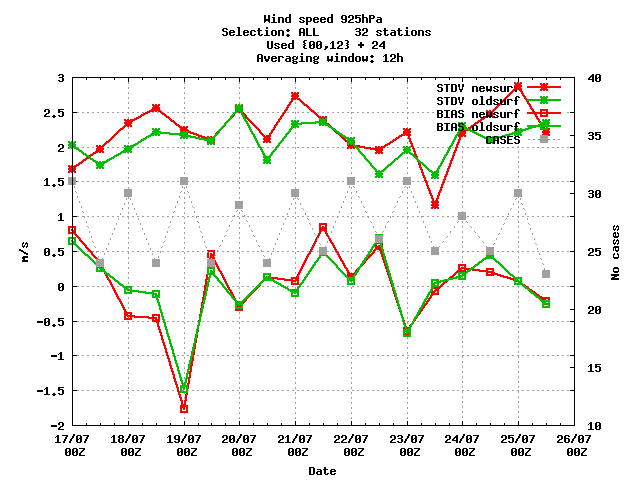 Wind speed 925hPa
Selection: ALL 32 stations
Used {00,12} + 24
Averaging window: 12h
STDV newsurf
STDV oldsurf
BIAS newsurf
BIAS oldsurf
CASES
3
2.5
2
1.5
1
0.5
0
-0.5
-1
-1.5
-2
m/s
40
35
30
25
20
15
10
No cases
17/07 18/07 19/07 20/07 21/07 22/07 23/07 24/07 25/07 26/07
00Z 00Z 00Z 00Z 00Z 00Z 00Z 00Z 00Z 00Z
Date